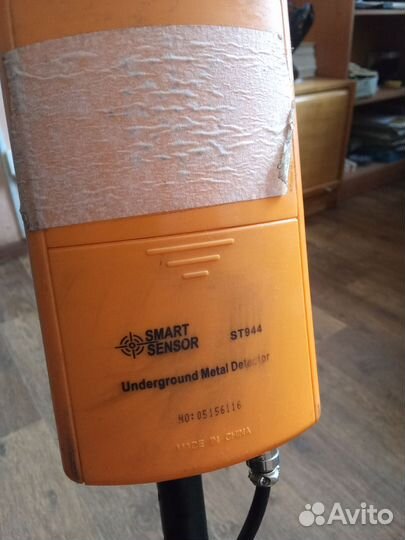 SMART
SENSOR
ST944
Underground Metal Detector
NO:05156116
MADE IN CHINA
Avito